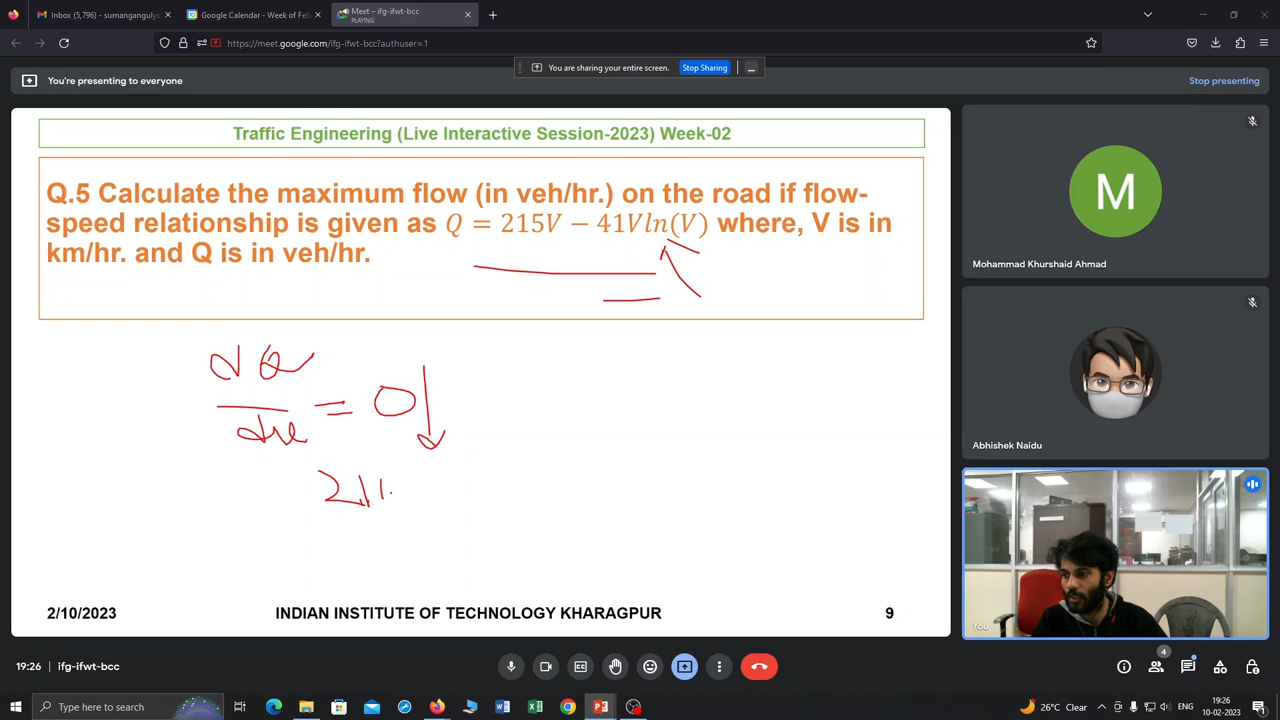 Inbox (5,796) - sumangangulys
Google Calendar - Week of Fe
Meet – ifg-ifwt-bcc
PLAYING
https://meet.google.com/ifg-ifwt-bcc?authuser=1
You are sharing your entire screen.
Stop Sharing
You're presenting to everyone
Stop presenting
Traffic Engineering (Live Interactive Session-2023) Week-02
Q.5 Calculate the maximum flow (in veh/hr.) on the road if flow-
speed relationship is given as Q = 215V − 41Vln(V) where, V is in
km/hr. and Q is in veh/hr.
dQ
= 0
dv
2/10/2023
INDIAN INSTITUTE OF TECHNOLOGY KHARAGPUR
9
M
Mohammad Khurshaid Ahmad
Abhishek Naidu
You
19:26
ifg-ifwt-bcc
4
Type here to search
26°C Clear
ENG
19:26
10-02-2023